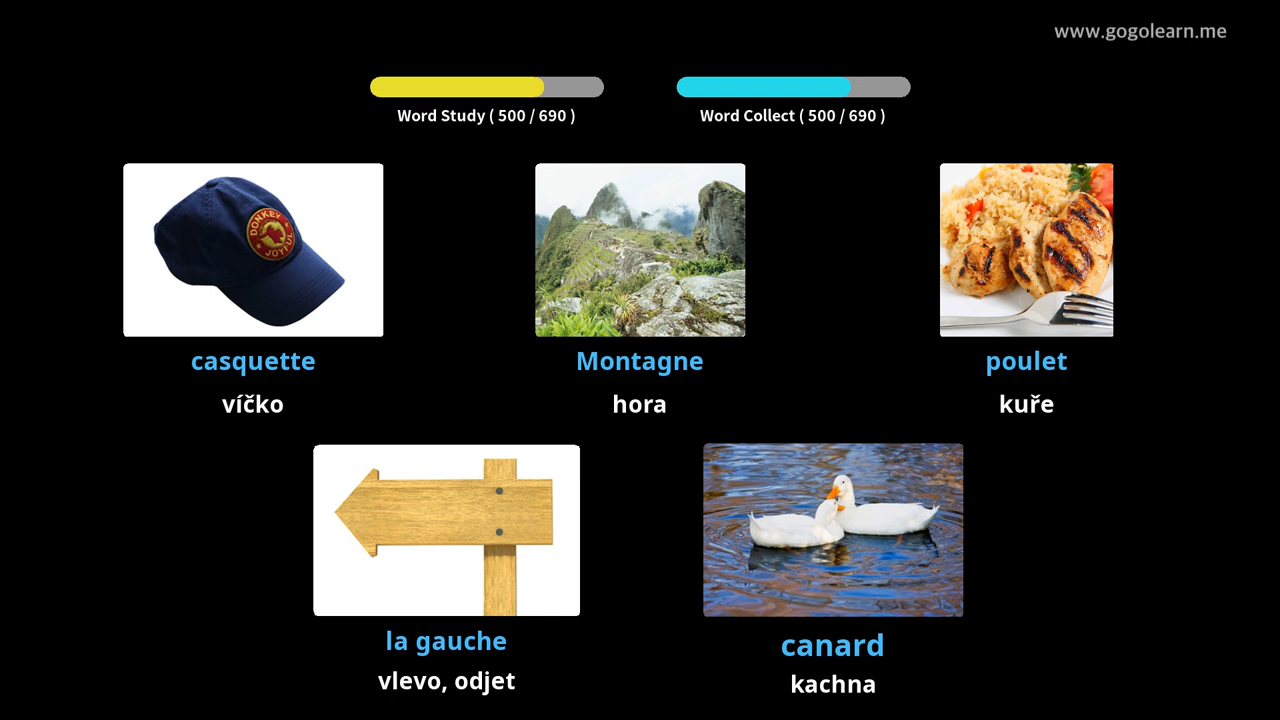 www.gogolearn.me
Word Study ( 500 / 690 )
Word Collect ( 500 / 690 )
DONKEY
JOYFUL
casquette
Montagne
poulet
víčko
hora
kuře
la gauche
canard
vlevo, odjet
kachna